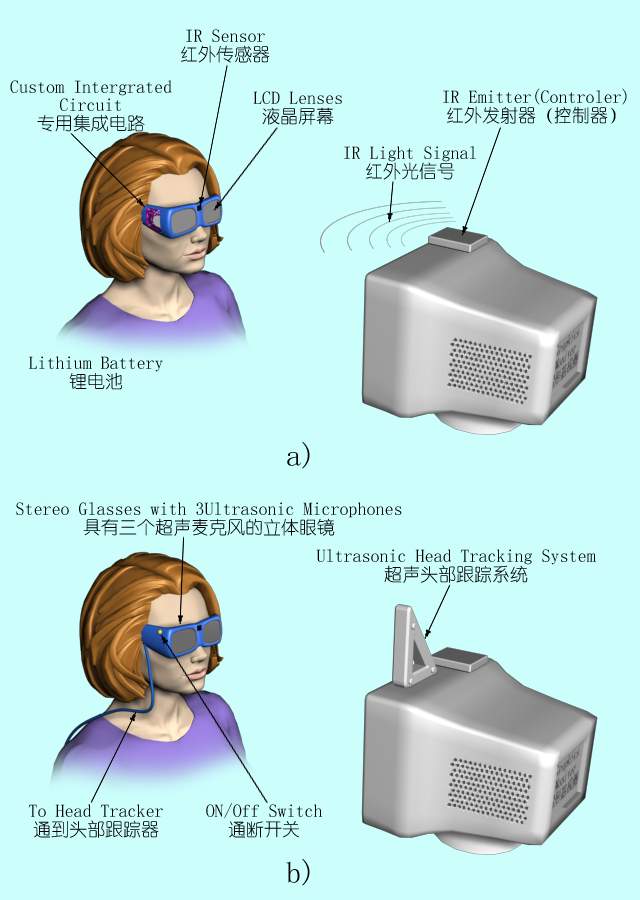 IR Sensor
红外传感器
Custom Intergrated
Circuit
专用集成电路
LCD Lenses
液晶屏幕
IR Emitter(Controler)
红外发射器（控制器）
IR Light Signal
红外光信号
Lithium Battery
锂电池
a)
Stereo Glasses with 3Ultrasonic Microphones
具有三个超声麦克风的立体眼镜
Ultrasonic Head Tracking System
超声头部跟踪系统
To Head Tracker
通到头部跟踪器
ON/Off Switch
通断开关
b)